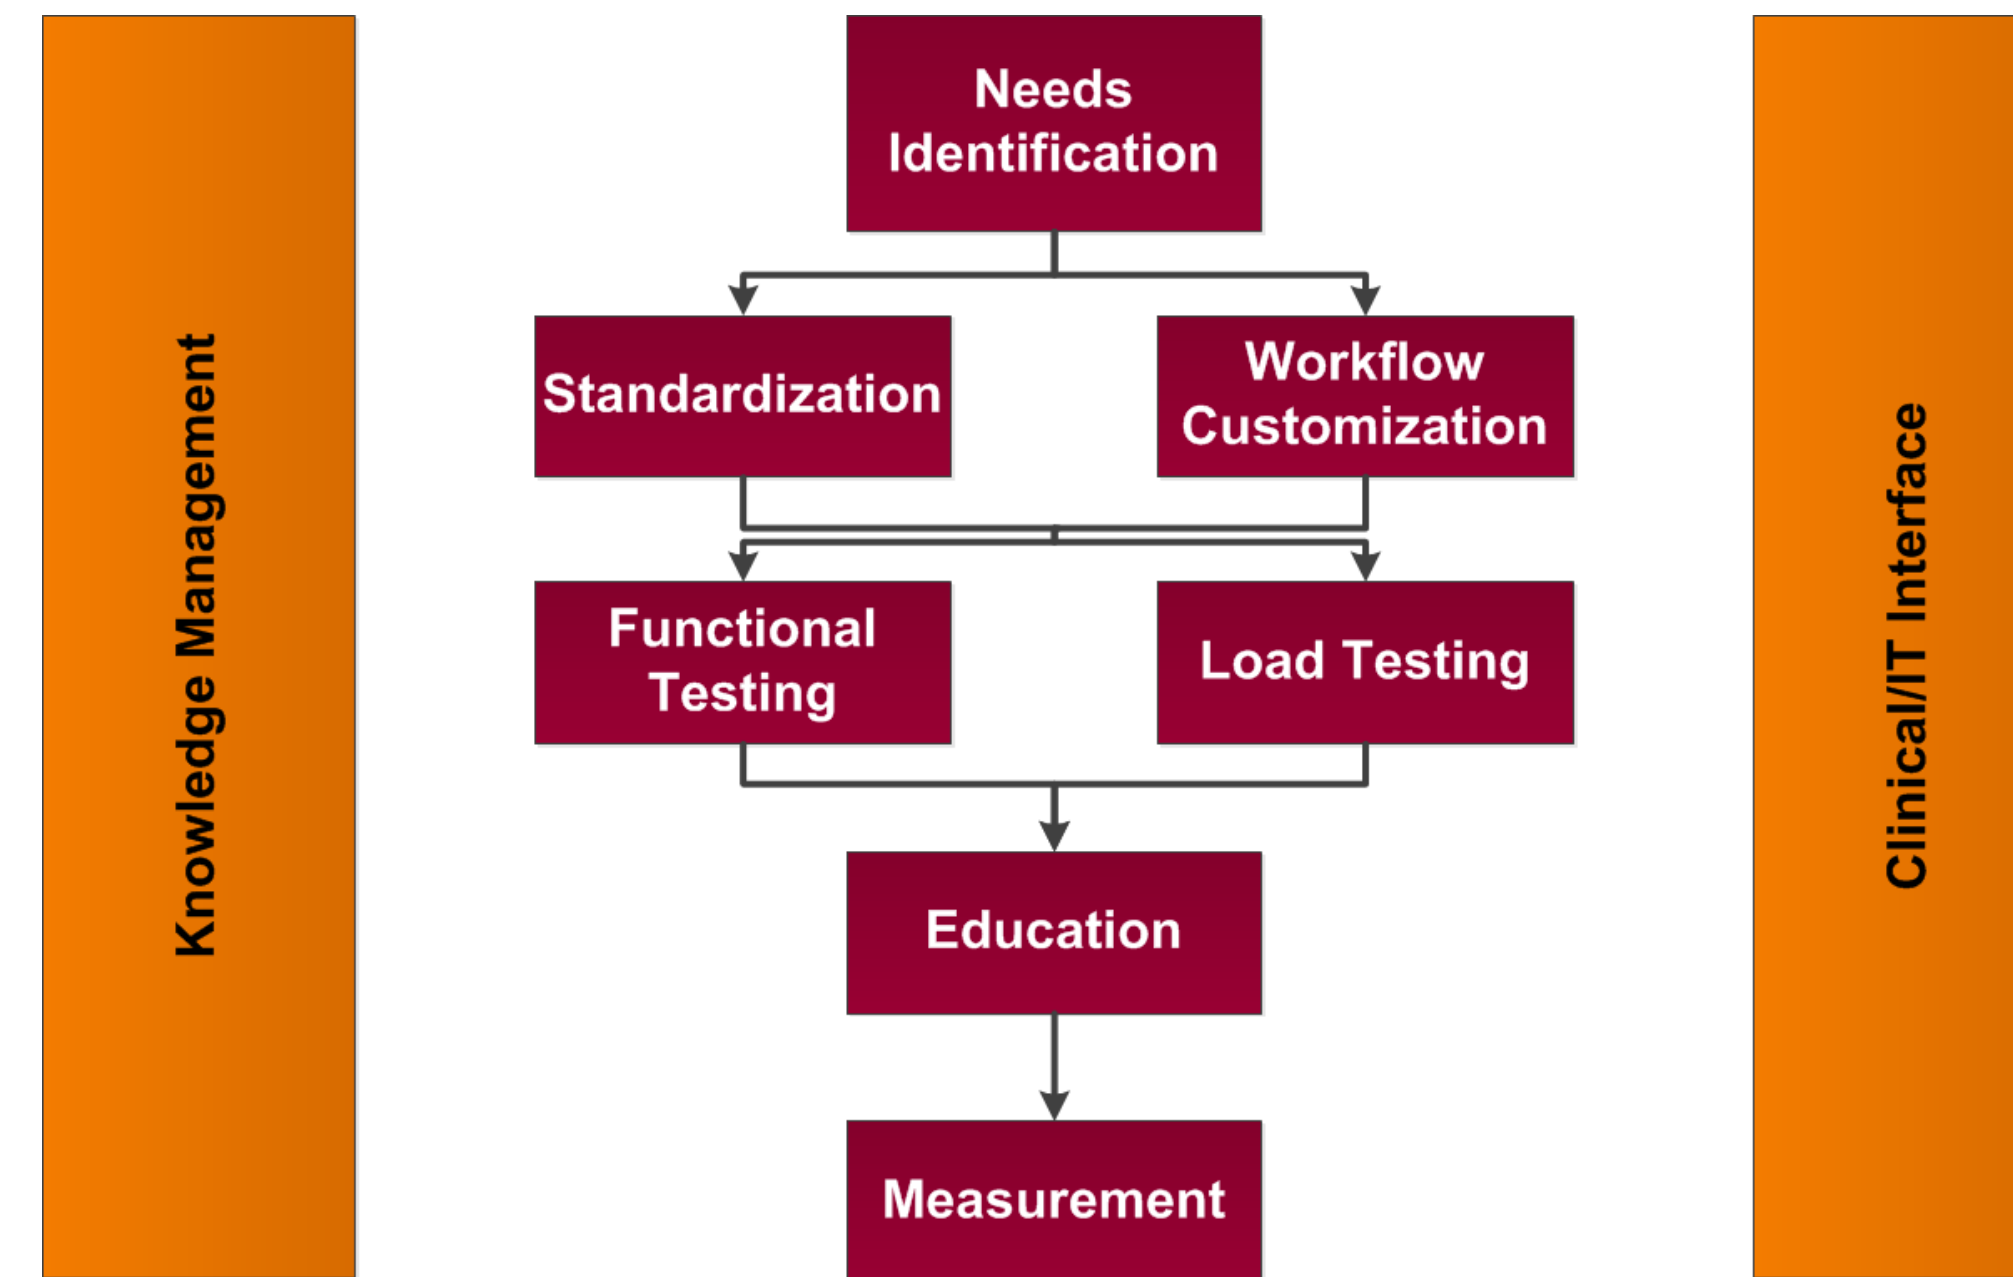 Knowledge Management
Needs
Identification
Standardization
Workflow
Customization
Functional
Testing
Load Testing
Education
Measurement
Clinical/IT Interface